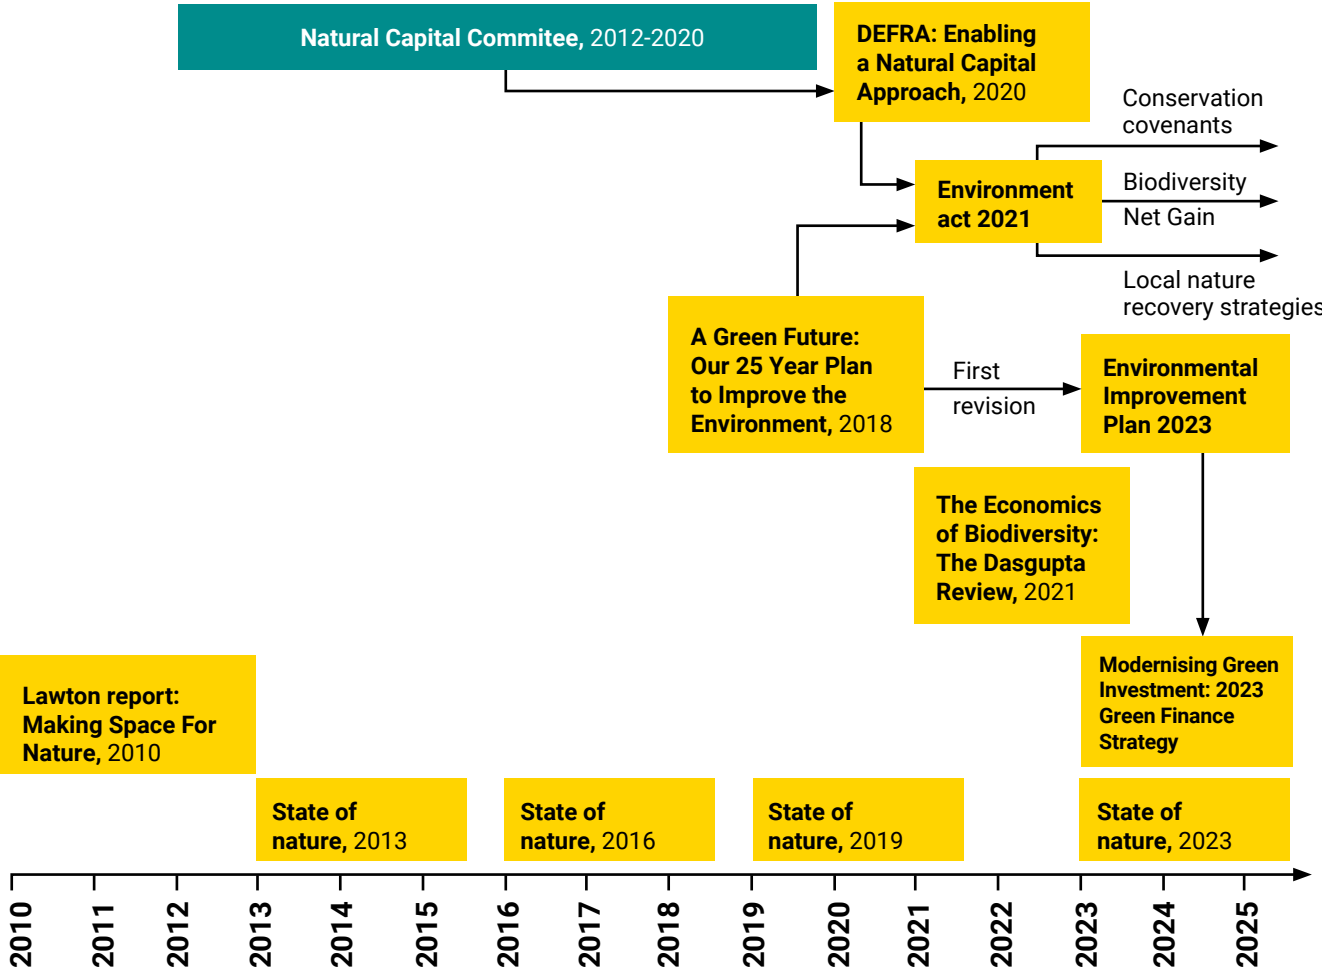 Natural Capital Commitee, 2012-2020
DEFRA: Enabling
a Natural Capital
Approach, 2020
Conservation
covenants
Environment
act 2021
Biodiversity
Net Gain
Local nature
recovery strategies
A Green Future:
Our 25 Year Plan
to Improve the
Environment, 2018
First
revision
Environmental
Improvement
Plan 2023
The Economics
of Biodiversity:
The Dasgupta
Review, 2021
Modernising Green
Investment: 2023
Green Finance
Strategy
Lawton report:
Making Space For
Nature, 2010
State of
nature, 2013
State of
nature, 2016
State of
nature, 2019
State of
nature, 2023
2010
2011
2012
2013
2014
2015
2016
2017
2018
2019
2020
2021
2022
2023
2024
2025